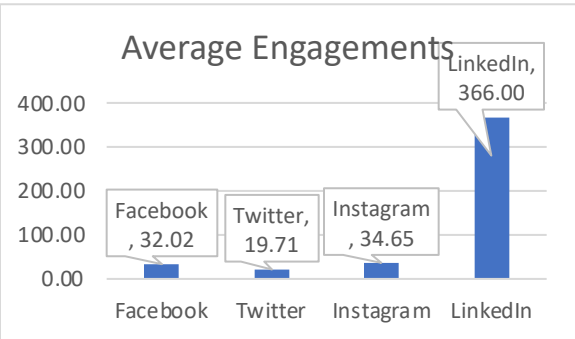 Average Engagements
LinkedIn,
366.00
400.00
300.00
200.00
100.00
0.00
Facebook
, 32.02
Twitter,
19.71
Instagram
, 34.65
Facebook Twitter Instagram LinkedIn